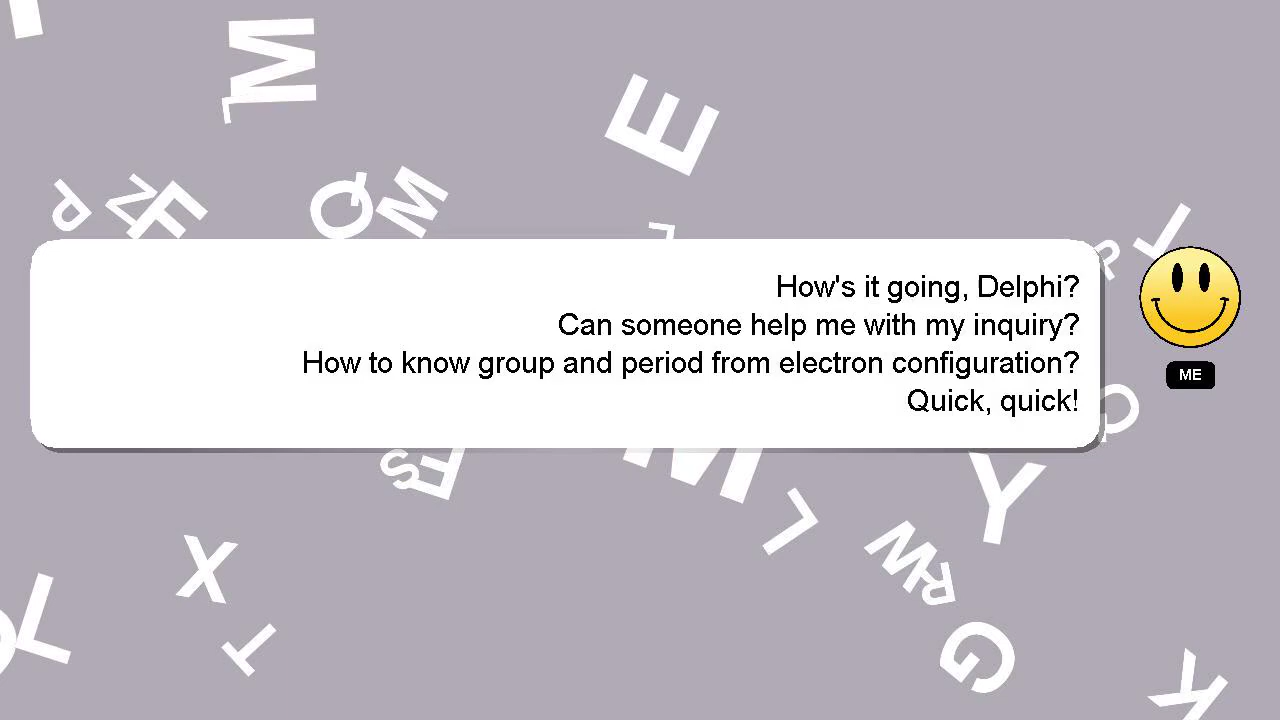 How's it going, Delphi?
Can someone help me with my inquiry?
How to know group and period from electron configuration?
Quick, quick!
ME
M
L
E
P
N
F
Q
M
L
L
P
Q
S
F
M
Y
L
W
R
X
Y
T
G
K